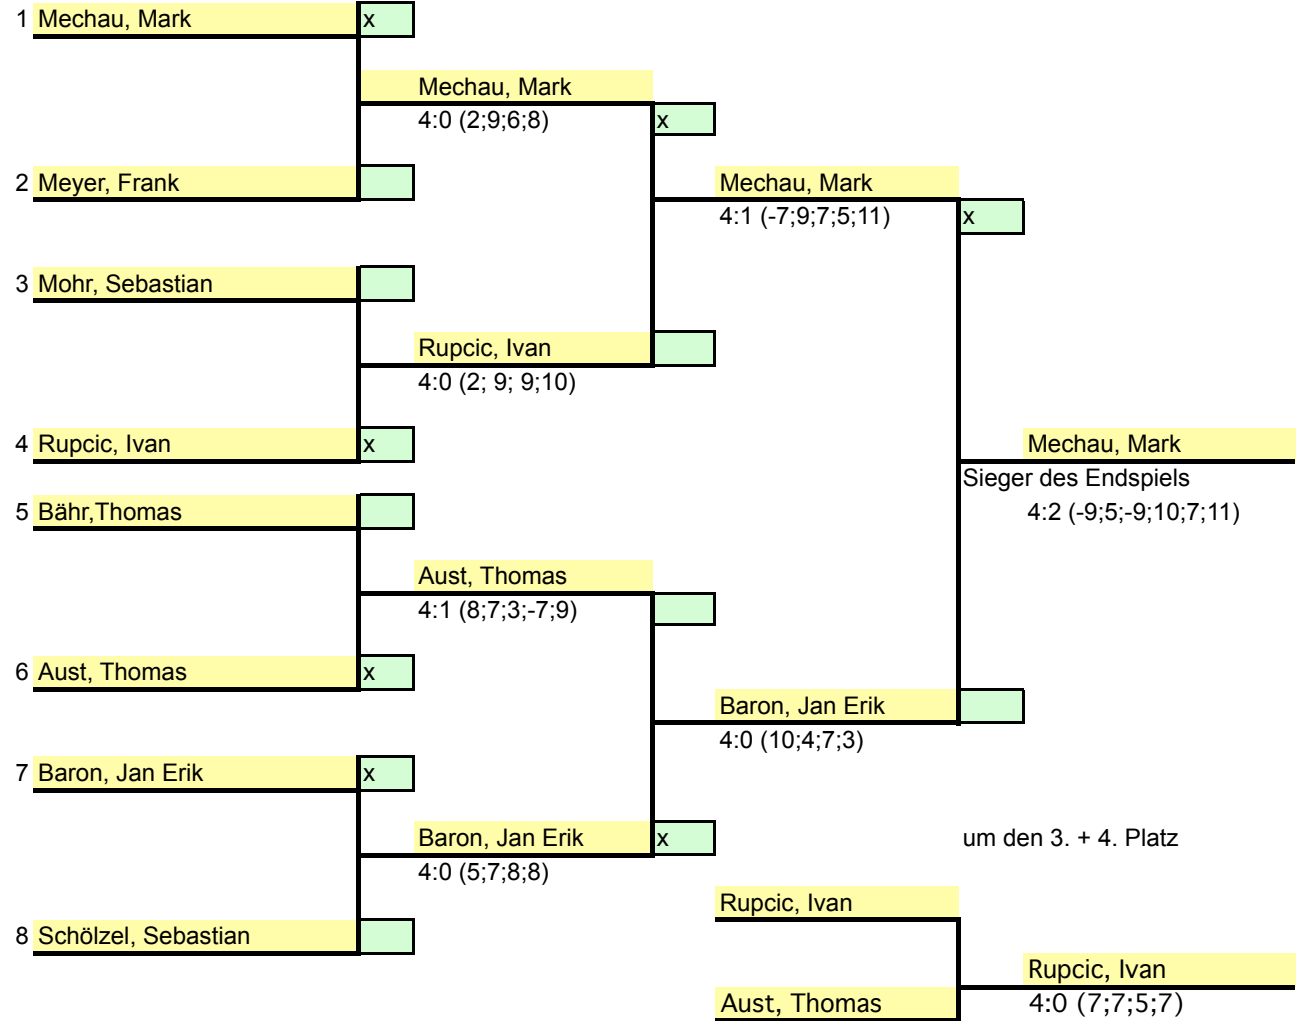 1 Mechau, Mark x
Mechau, Mark
4:0 (2;9;6;8) x
2 Meyer, Frank
Mechau, Mark
4:1 (-7;9;7;5;11) x
3 Mohr, Sebastian
Rupcic, Ivan
4:0 (2; 9; 9;10)
4 Rupcic, Ivan x
Mechau, Mark
Sieger des Endspiels
4:2 (-9;5;-9;10;7;11)
5 Bähr,Thomas
Aust, Thomas
4:1 (8;7;3;-7;9)
6 Aust, Thomas x
Baron, Jan Erik
4:0 (10;4;7;3)
7 Baron, Jan Erik x
Baron, Jan Erik x
4:0 (5;7;8;8)
um den 3. + 4. Platz
Rupcic, Ivan
8 Schölzel, Sebastian
Rupcic, Ivan
4:0 (7;7;5;7)
Aust, Thomas